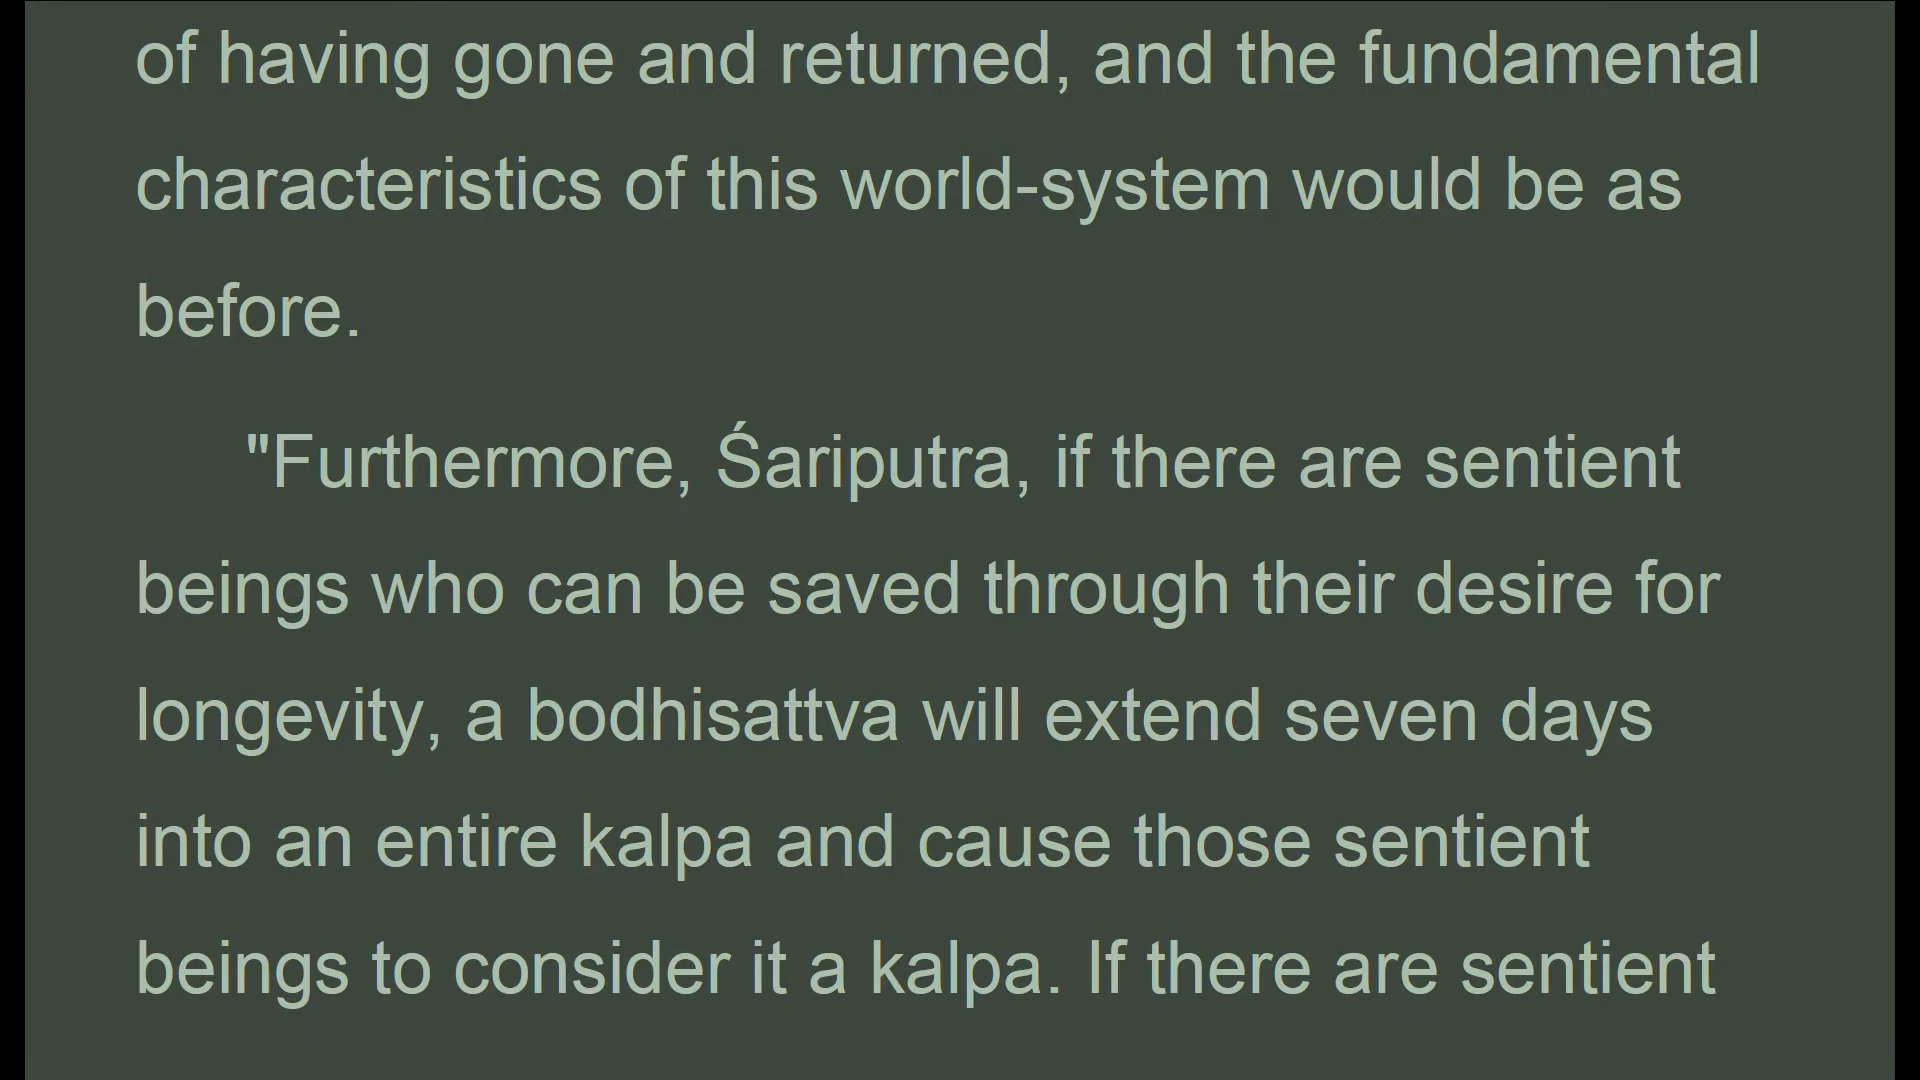 of having gone and returned, and the fundamental
characteristics of this world-system would be as
before.
"Furthermore, Śariputra, if there are sentient
beings who can be saved through their desire for
longevity, a bodhisattva will extend seven days
into an entire kalpa and cause those sentient
beings to consider it a kalpa. If there are sentient